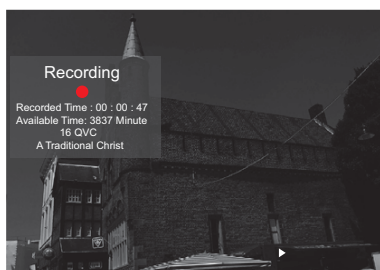 Recording
Recorded Time : 00 : 00 : 47
Available Time: 3837 Minute
16 QVC
A Traditional Christ